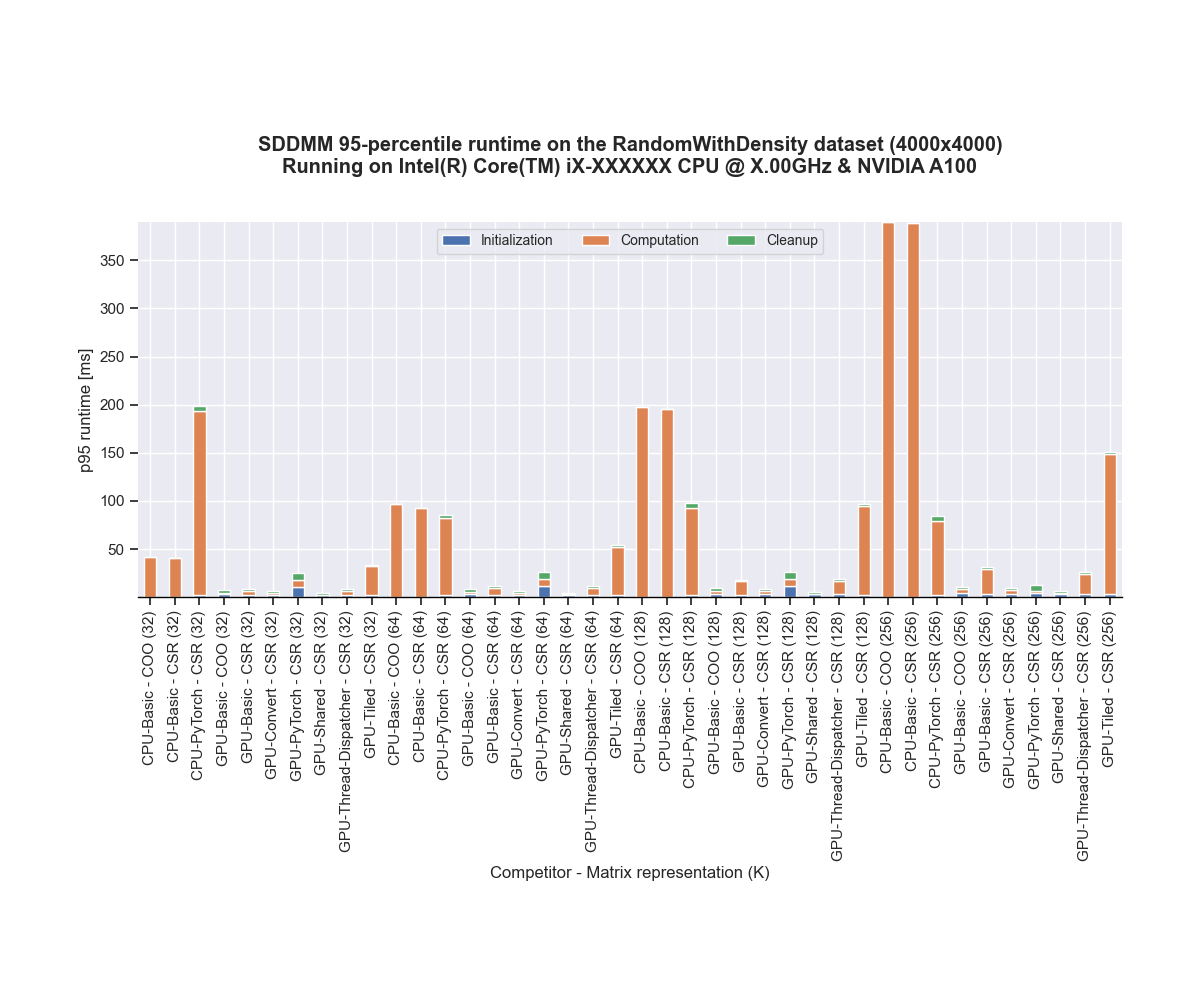 SDDMM 95-percentile runtime on the RandomWithDensity dataset (4000x4000)
Running on Intel(R) Core(TM) iX-XXXXXX CPU @ X.00GHz & NVIDIA A100
Initialization
Computation
Cleanup
p95 runtime [ms]
350
300
250
200
150
100
50
CPU-Basic - COO (32)
CPU-Basic - CSR (32)
CPU-PyTorch - CSR (32)
GPU-Basic - COO (32)
GPU-Basic - CSR (32)
GPU-Convert - CSR (32)
GPU-PyTorch - CSR (32)
GPU-Shared - CSR (32)
GPU-Thread-Dispatcher - CSR (32)
GPU-Tiled - CSR (32)
CPU-Basic - COO (64)
CPU-Basic - CSR (64)
CPU-PyTorch - CSR (64)
GPU-Basic - COO (64)
GPU-Basic - CSR (64)
GPU-Convert - CSR (64)
GPU-PyTorch - CSR (64)
GPU-Shared - CSR (64)
GPU-Thread-Dispatcher - CSR (64)
GPU-Tiled - CSR (64)
CPU-Basic - COO (128)
CPU-Basic - CSR (128)
CPU-PyTorch - CSR (128)
GPU-Basic - COO (128)
GPU-Basic - CSR (128)
GPU-Convert - CSR (128)
GPU-PyTorch - CSR (128)
GPU-Shared - CSR (128)
GPU-Thread-Dispatcher - CSR (128)
GPU-Tiled - CSR (128)
CPU-Basic - COO (256)
CPU-Basic - CSR (256)
CPU-PyTorch - CSR (256)
GPU-Basic - COO (256)
GPU-Basic - CSR (256)
GPU-Convert - CSR (256)
GPU-PyTorch - CSR (256)
GPU-Shared - CSR (256)
GPU-Thread-Dispatcher - CSR (256)
GPU-Tiled - CSR (256)
Competitor - Matrix representation (K)